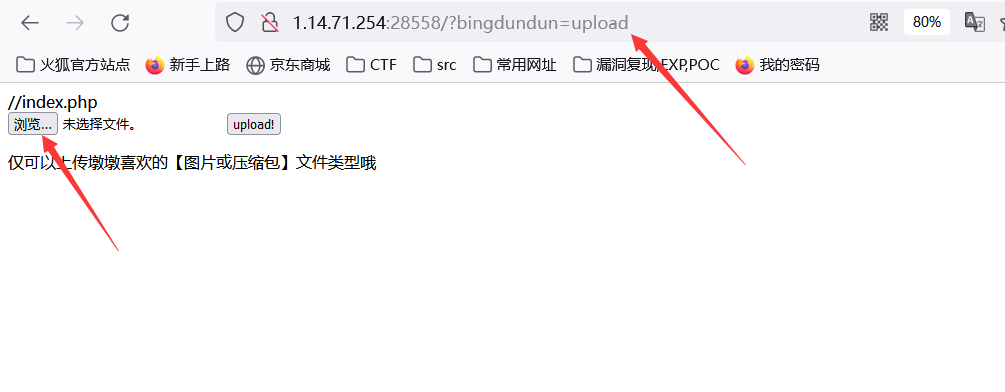 1.14.71.254:28558/?bingdundun=upload 80%
火狐官方站点 新手上路 京东商城 CTF src 常用网址 漏洞复现,EXP,POC 我的密码
//index.php
浏览... 未选择文件。 upload!
仅可以上传墩墩喜欢的【图片或压缩包】文件类型哦